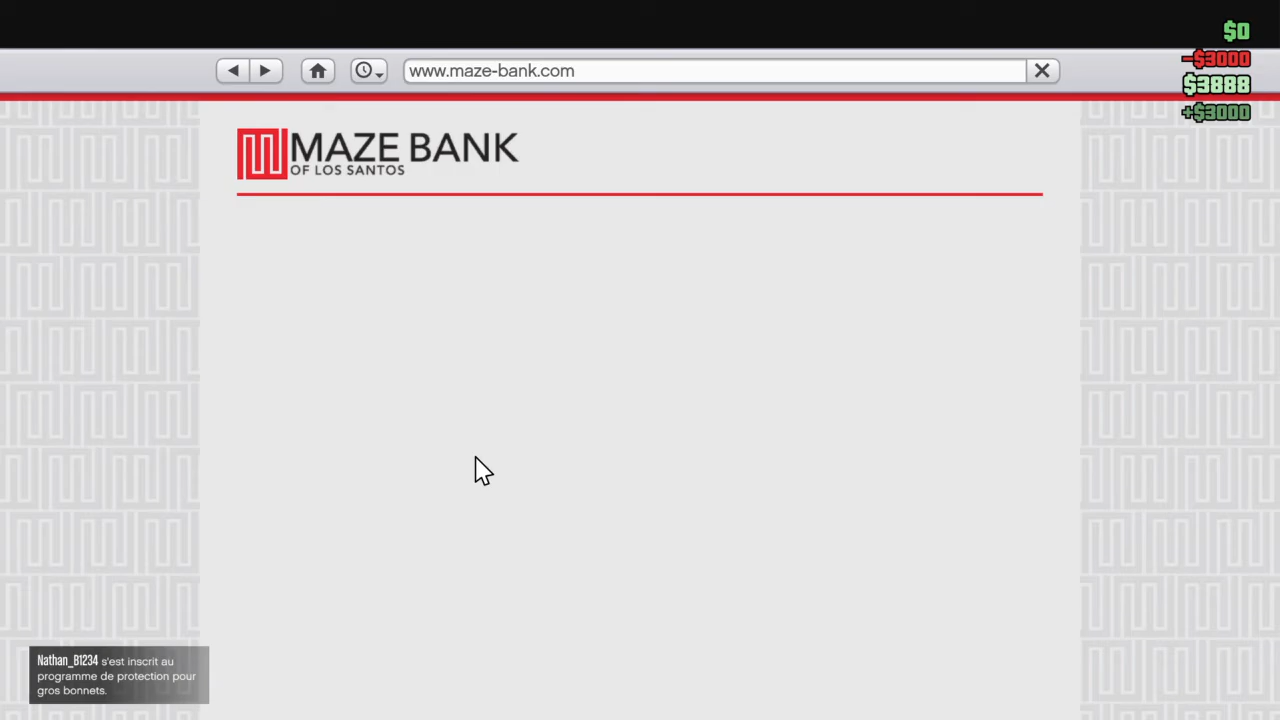 $0
-$3000
www.maze-bank.com
$3888
+$3000
MAZE BANK
OF LOS SANTOS
Nathan_B1234 s'est inscrit au
programme de protection pour
gros bonnets.